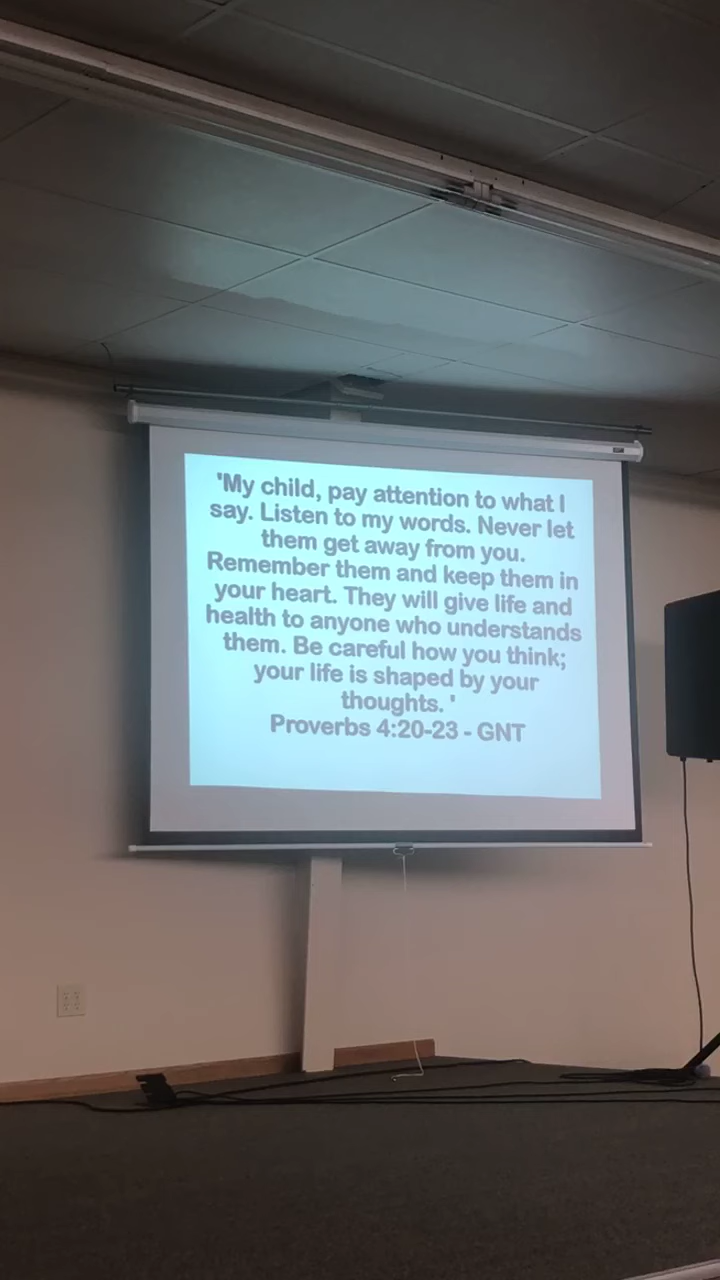 'My child, pay attention to what I
say. Listen to my words. Never let
them get away from you.
Remember them and keep them in
your heart. They will give life and
health to anyone who understands
them. Be careful how you think;
your life is shaped by your
thoughts. '
Proverbs 4:20-23 - GNT